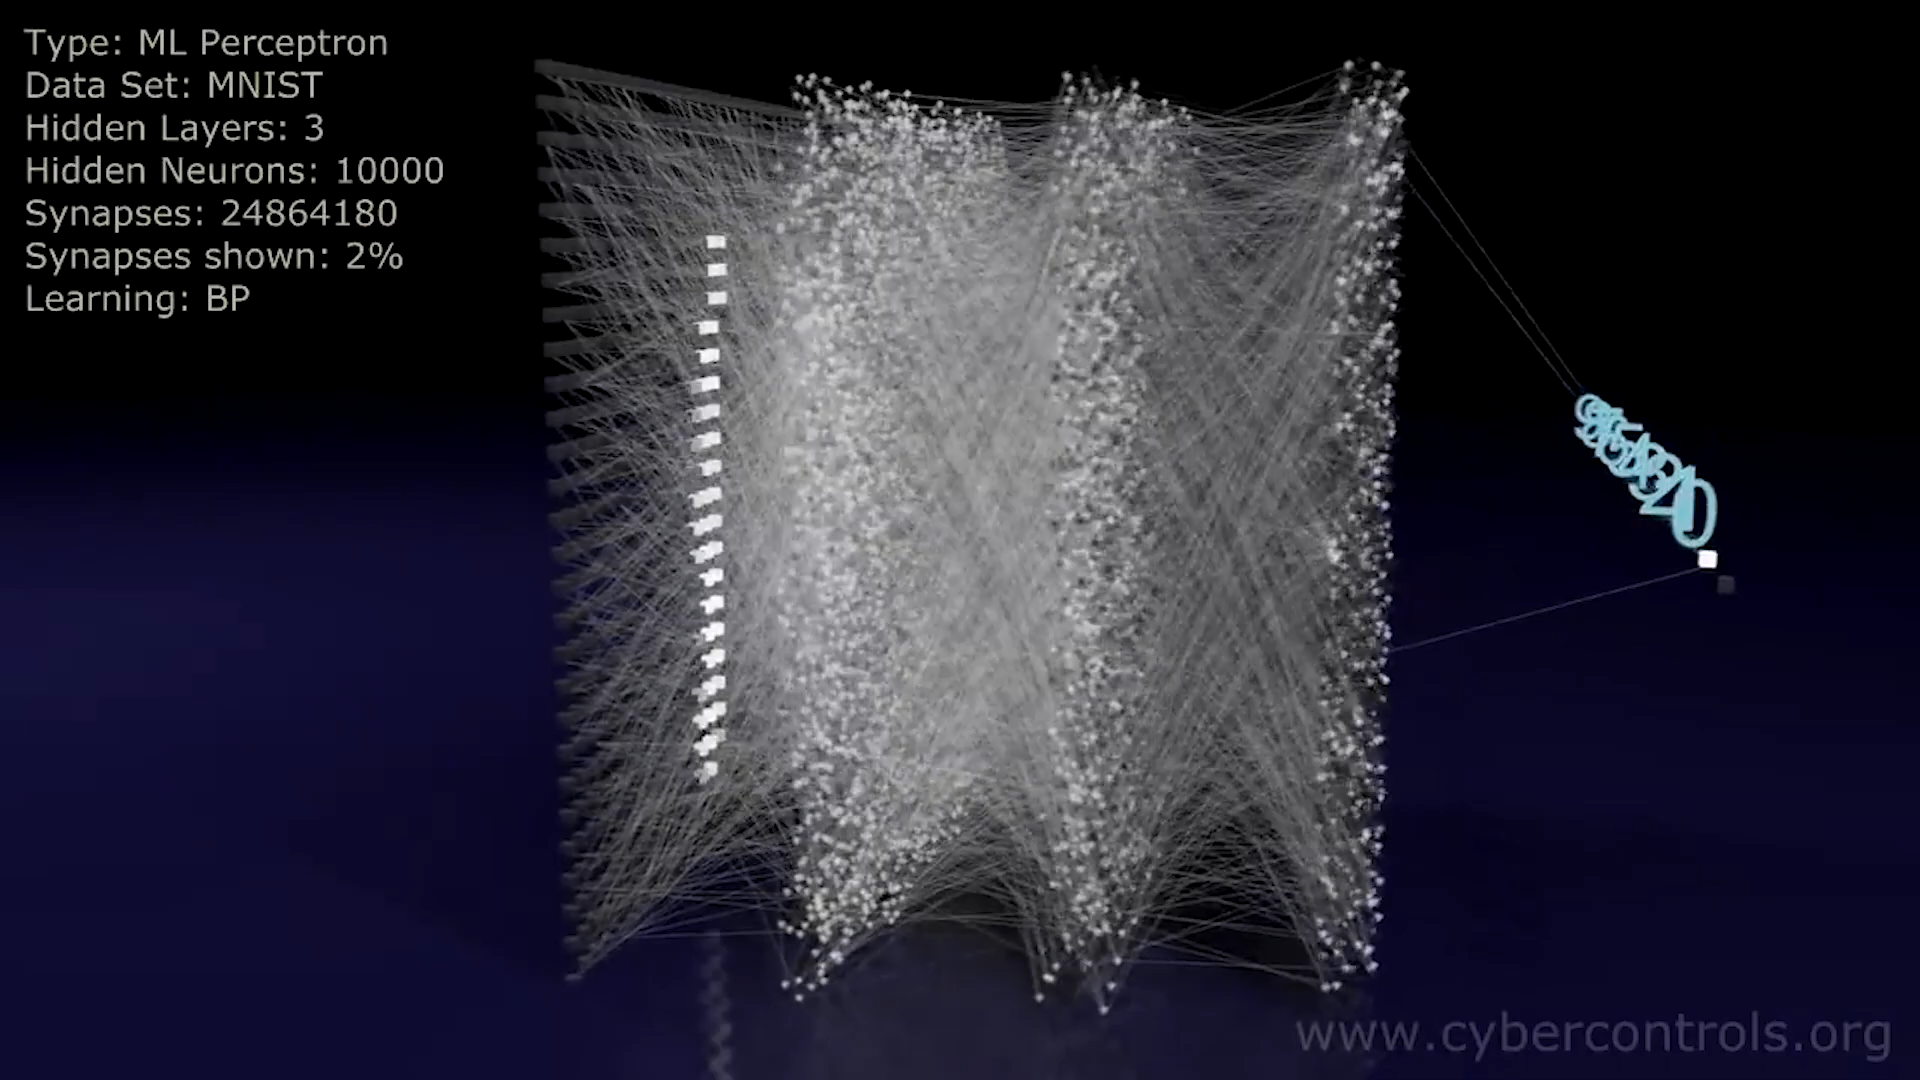 Type: ML Perceptron
Data Set: MNIST
Hidden Layers: 3
Hidden Neurons: 10000
Synapses: 24864180
Synapses shown: 2%
Learning: BP
www.cybercontrols.org